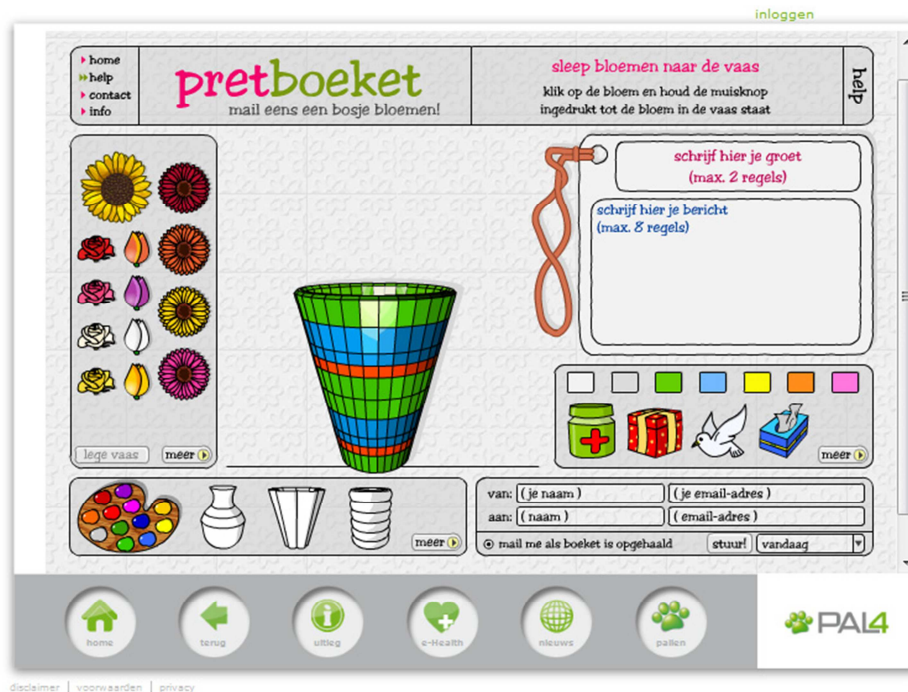 inloggen
home
help
contact
info
pretboeket
mail eens een bosje bloemen!
sleep bloemen naar de vaas
klik op de bloem en houd de muisknop
ingedrukt tot de bloem in de vaas staat
help
schrijf hier je groet
(max. 2 regels)
schrijf hier je bericht
(max. 8 regels)
lege vaas
meer
meer
meer
van: ( je naam ) ( je email-adres )
aan: ( naam ) ( email-adres )
mail me als boeket is opgehaald stuur! vandaag
home terug uitleg e-Health nieuws pallen
PAL4
disclaimer | voorwaarden | privacy